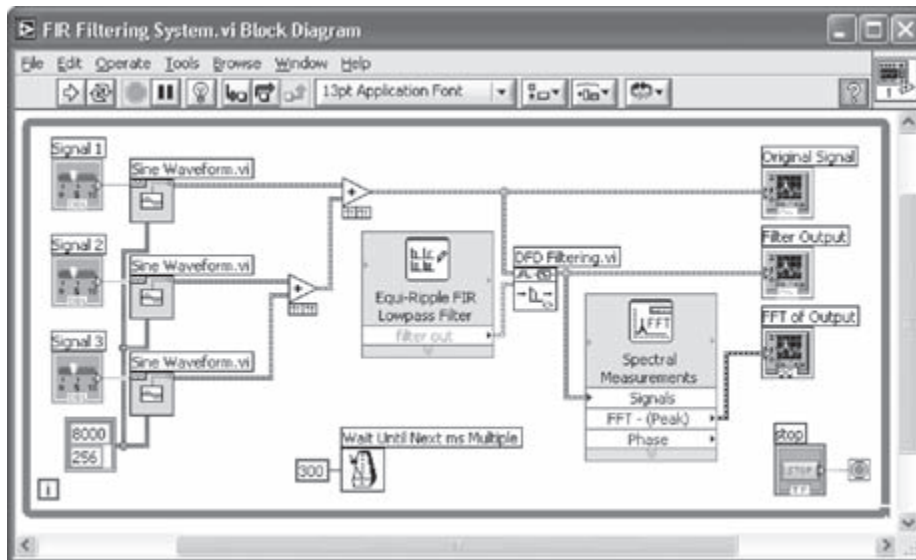 FIR Filtering System.vi Block Diagram
File Edit Operate Tools Browse Window Help
13pt Application Font
Signal 1
Sine Waveform.vi
Original Signal
Signal 2
Sine Waveform.vi
Equi-Ripple FIR
Lowpass Filter
filter out
DFD Filtering.vi
Filter Output
FFT
Spectral
Measurements
Signals
FFT - (Peak)
Phase
FFT of Output
Signal 3
Sine Waveform.vi
8000
256
Wait Until Next ms Multiple
300
stop
STOP
TF
i